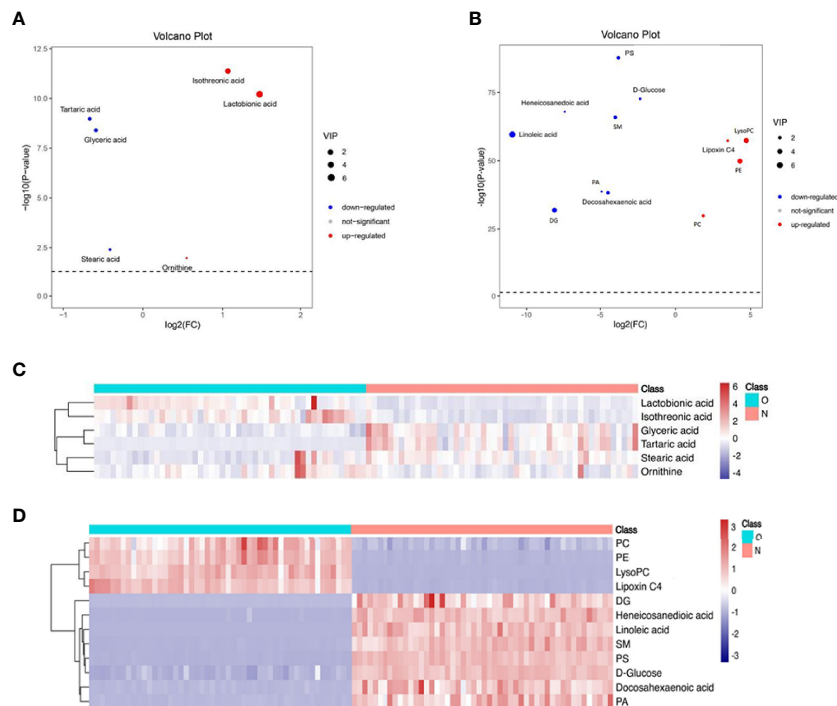 A
Volcano Plot
12.5
10.0
7.5
5.0
2.5
0.0
-log10(P-value)
-1
0
1
2
log2(FC)
Isothreonic acid
Lactobionic acid
Tartaric acid
Glyceric acid
Stearic acid
Ornithine
VIP
2
4
6
down-regulated
not-significant
up-regulated
B
Volcano Plot
75
50
25
0
-log10(P-value)
-10
-5
0
5
log2(FC)
PS
D-Glucose
Heneicosanedoic acid
SM
Linoleic acid
LysoPC
Lipoxin C4
PE
PA
Docosahexaenoic acid
DG
PC
VIP
2
4
6
down-regulated
not-significant
up-regulated
C
Class
Lactobionic acid
Isothreonic acid
Glyceric acid
Tartaric acid
Stearic acid
Ornithine
6
4
2
0
-2
-4
Class
O
N
D
Class
PC
PE
LysoPC
Lipoxin C4
DG
Heneicosanedioic acid
Linoleic acid
SM
PS
D-Glucose
Docosahexaenoic acid
PA
3
2
1
0
-1
-2
-3
Class
O
N